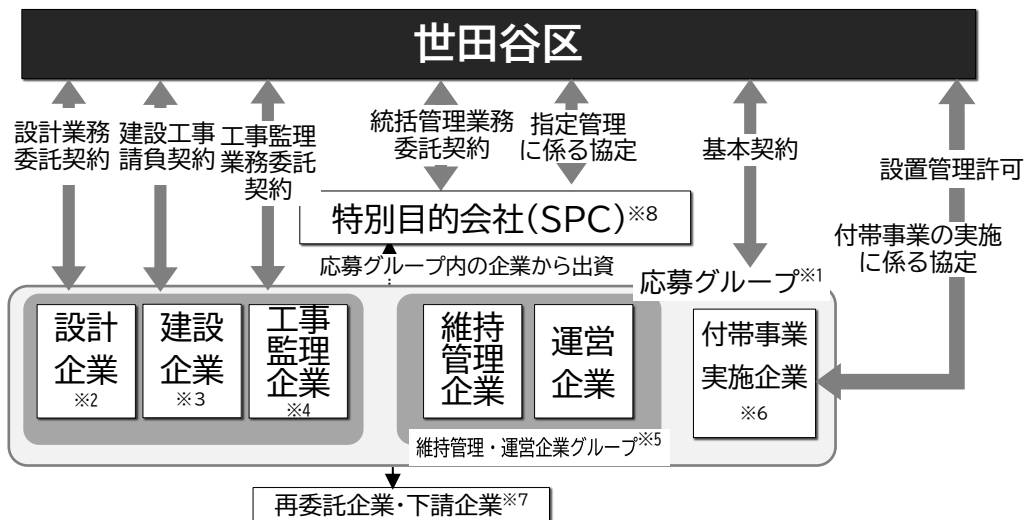 世田谷区
設計業務
委託契約
建設工事
請負契約
工事監理
業務委託
契約
統括管理業務
委託契約
指定管理
に係る協定
基本契約
設置管理許可
付帯事業の実施
に係る協定
特別目的会社(SPC)※8
応募グループ内の企業から出資
応募グループ※1
設計
企業
※2
建設
企業
※3
工事
監理
企業
※4
維持
管理
企業
運営
企業
付帯事業
実施企業
※6
維持管理・運営企業グループ※5
再委託企業・下請企業※7